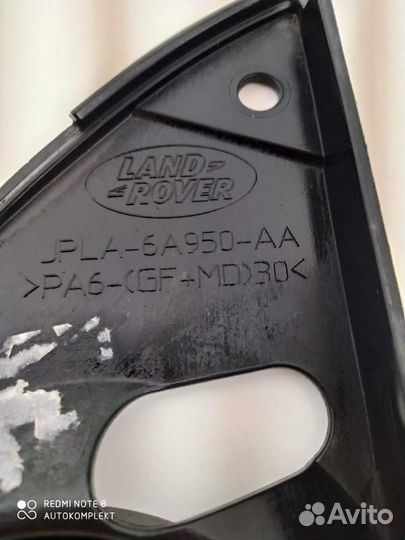 LAND
ROVER
JPLA-6A950-AA
>PA6-(GF+MD)30<
REDMI NOTE 8
AUTOKOMPLEKT
Avito